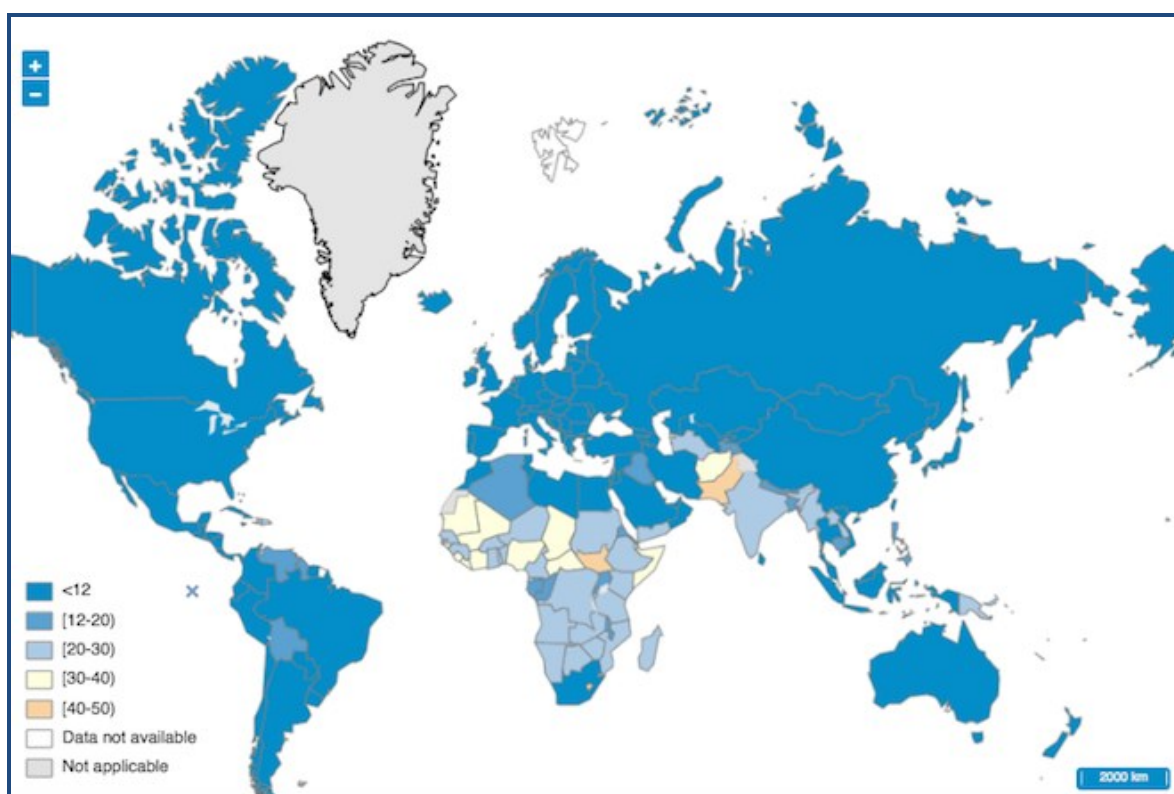 +
−
<12
[12-20)
[20-30)
[30-40)
[40-50)
Data not available
Not applicable
2000 km